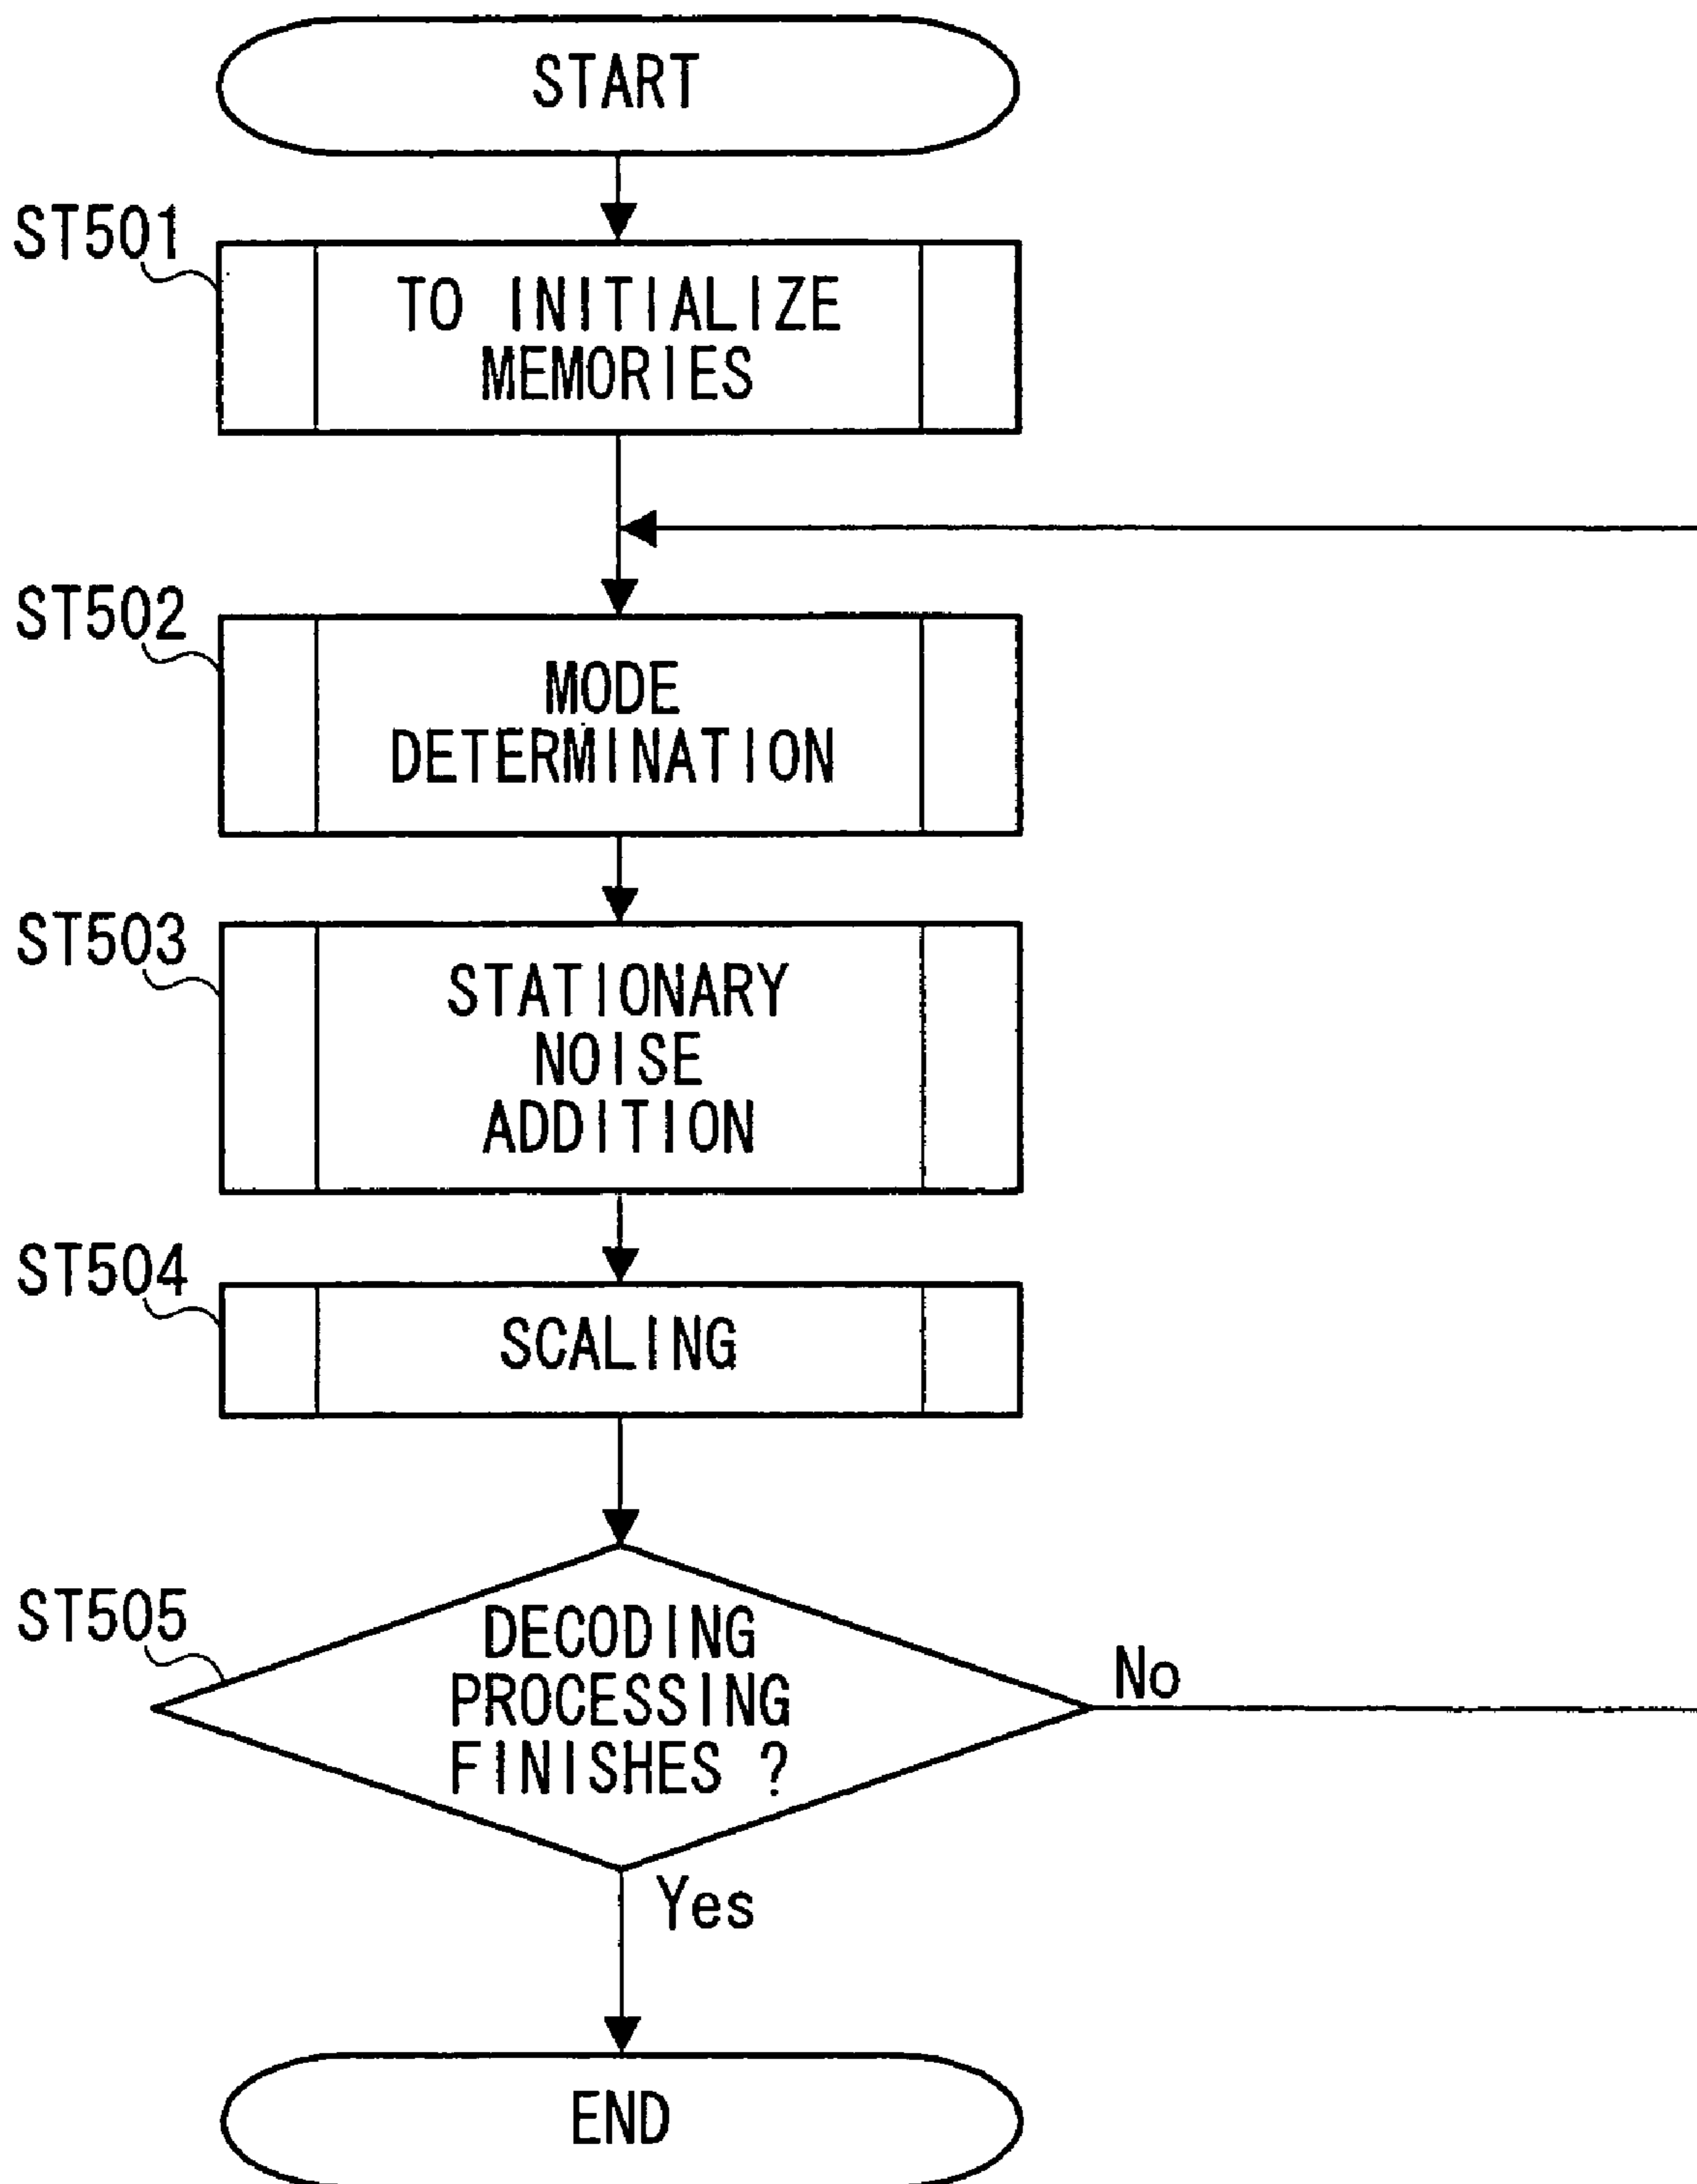 START
ST501
TO INITIALIZE
MEMORIES
ST502
MODE
DETERMINATION
ST503
STATIONARY
NOISE
ADDITION
ST504
SCALING
ST505
DECODING
PROCESSING
FINISHES ?
No
Yes
END